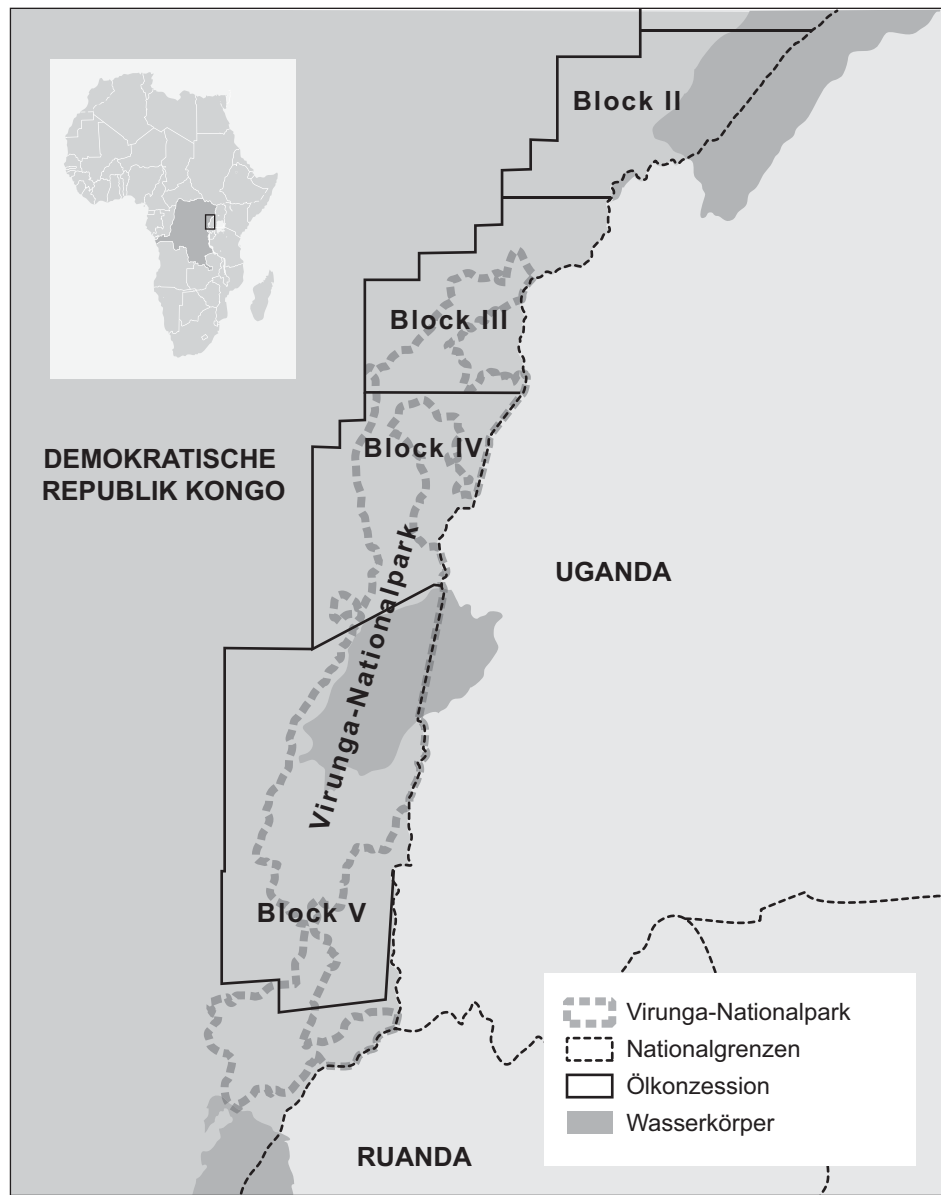 Block II
Block III
Block IV
DEMOKRATISCHE
REPUBLIK KONGO
UGANDA
Virunga-Nationalpark
Block V
Virunga-Nationalpark
Nationalgrenzen
Ölkonzession
Wasserkörper
RUANDA